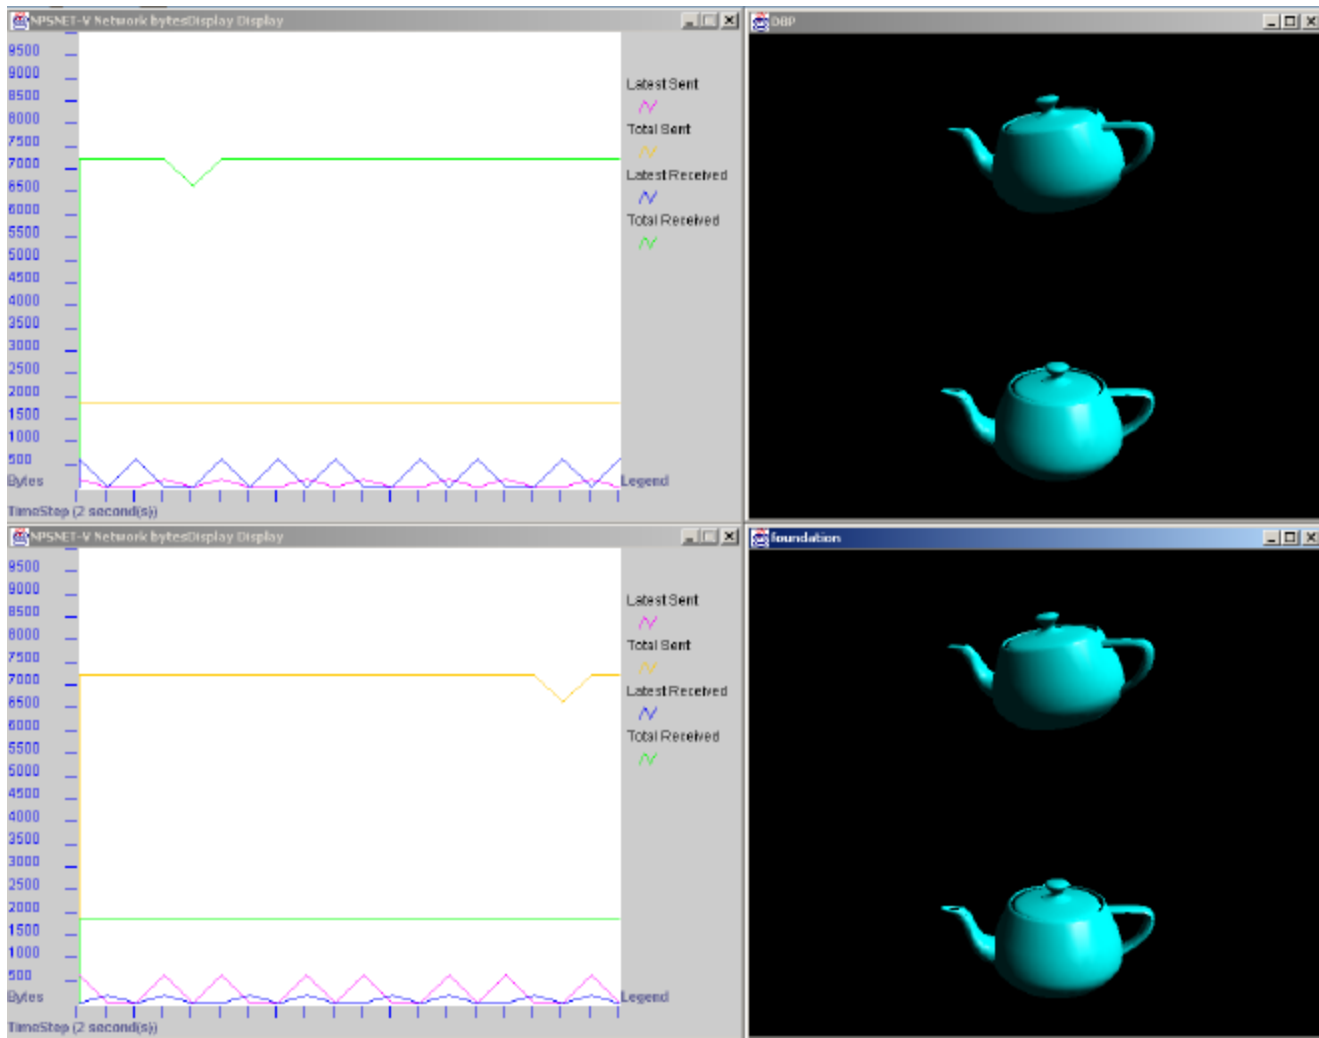 NPSNET-V Network bytesDisplay Display
9500
9000
8500
8000
7500
7000
6500
6000
5500
5000
4500
4000
3500
3000
2500
2000
1500
1000
500
Bytes
TimeStep (2 second(s))
Latest Sent
Total Sent
Latest Received
Total Received
Legend
DBP
NPSNET-V Network bytesDisplay Display
9500
9000
8500
8000
7500
7000
6500
6000
5500
5000
4500
4000
3500
3000
2500
2000
1500
1000
500
Bytes
TimeStep (2 second(s))
Latest Sent
Total Sent
Latest Received
Total Received
Legend
foundation